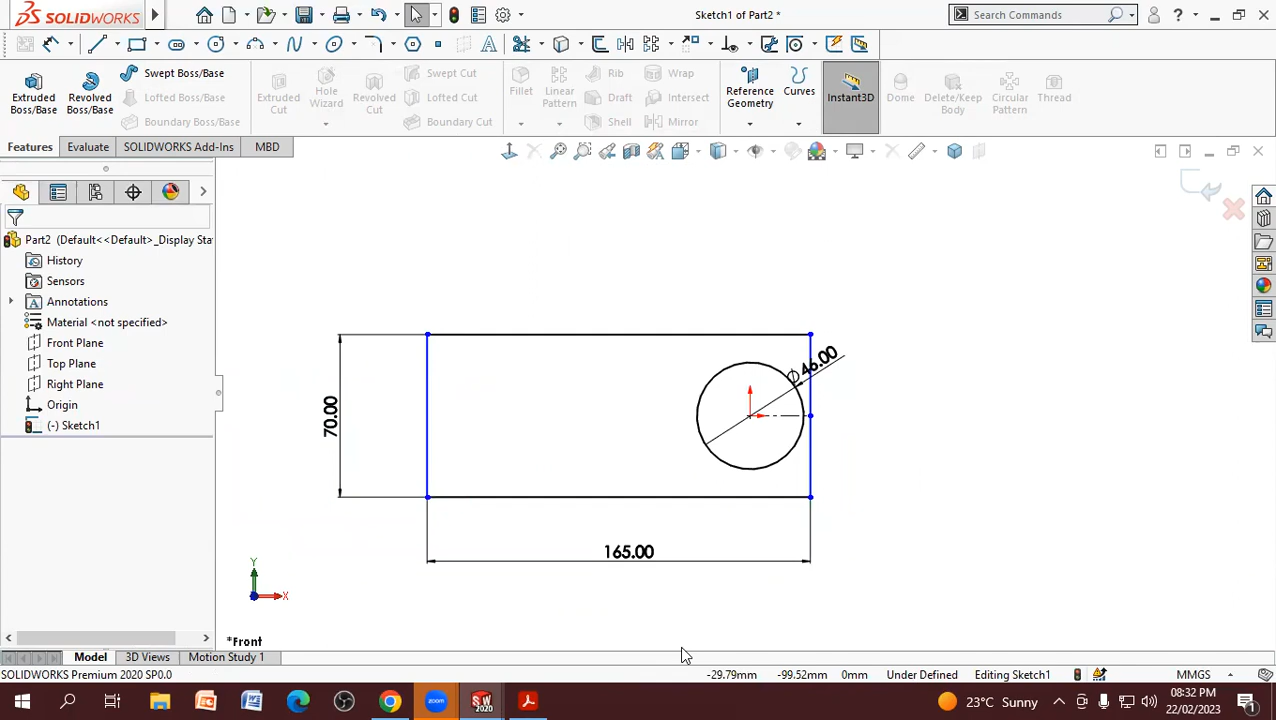 SOLIDWORKS
Sketch1 of Part2 *
Search Commands
?
Extruded Boss/Base
Revolved Boss/Base
Swept Boss/Base
Lofted Boss/Base
Boundary Boss/Base
Extruded Cut
Hole Wizard
Revolved Cut
Swept Cut
Lofted Cut
Boundary Cut
Fillet
Linear Pattern
Rib
Draft
Shell
Wrap
Intersect
Mirror
Reference Geometry
Curves
Instant3D
Dome
Delete/Keep Body
Circular Pattern
Thread
Features
Evaluate
SOLIDWORKS Add-Ins
MBD
Part2 (Default<<Default>_Display Sta
History
Sensors
Annotations
Material <not specified>
Front Plane
Top Plane
Right Plane
Origin
(-) Sketch1
70.00
∅46.00
165.00
Y
X
*Front
Model
3D Views
Motion Study 1
SOLIDWORKS Premium 2020 SP0.0
-29.79mm
-99.52mm
0mm
Under Defined
Editing Sketch1
MMGS
zoom
SW
2020
23°C Sunny
08:32 PM
22/02/2023
1